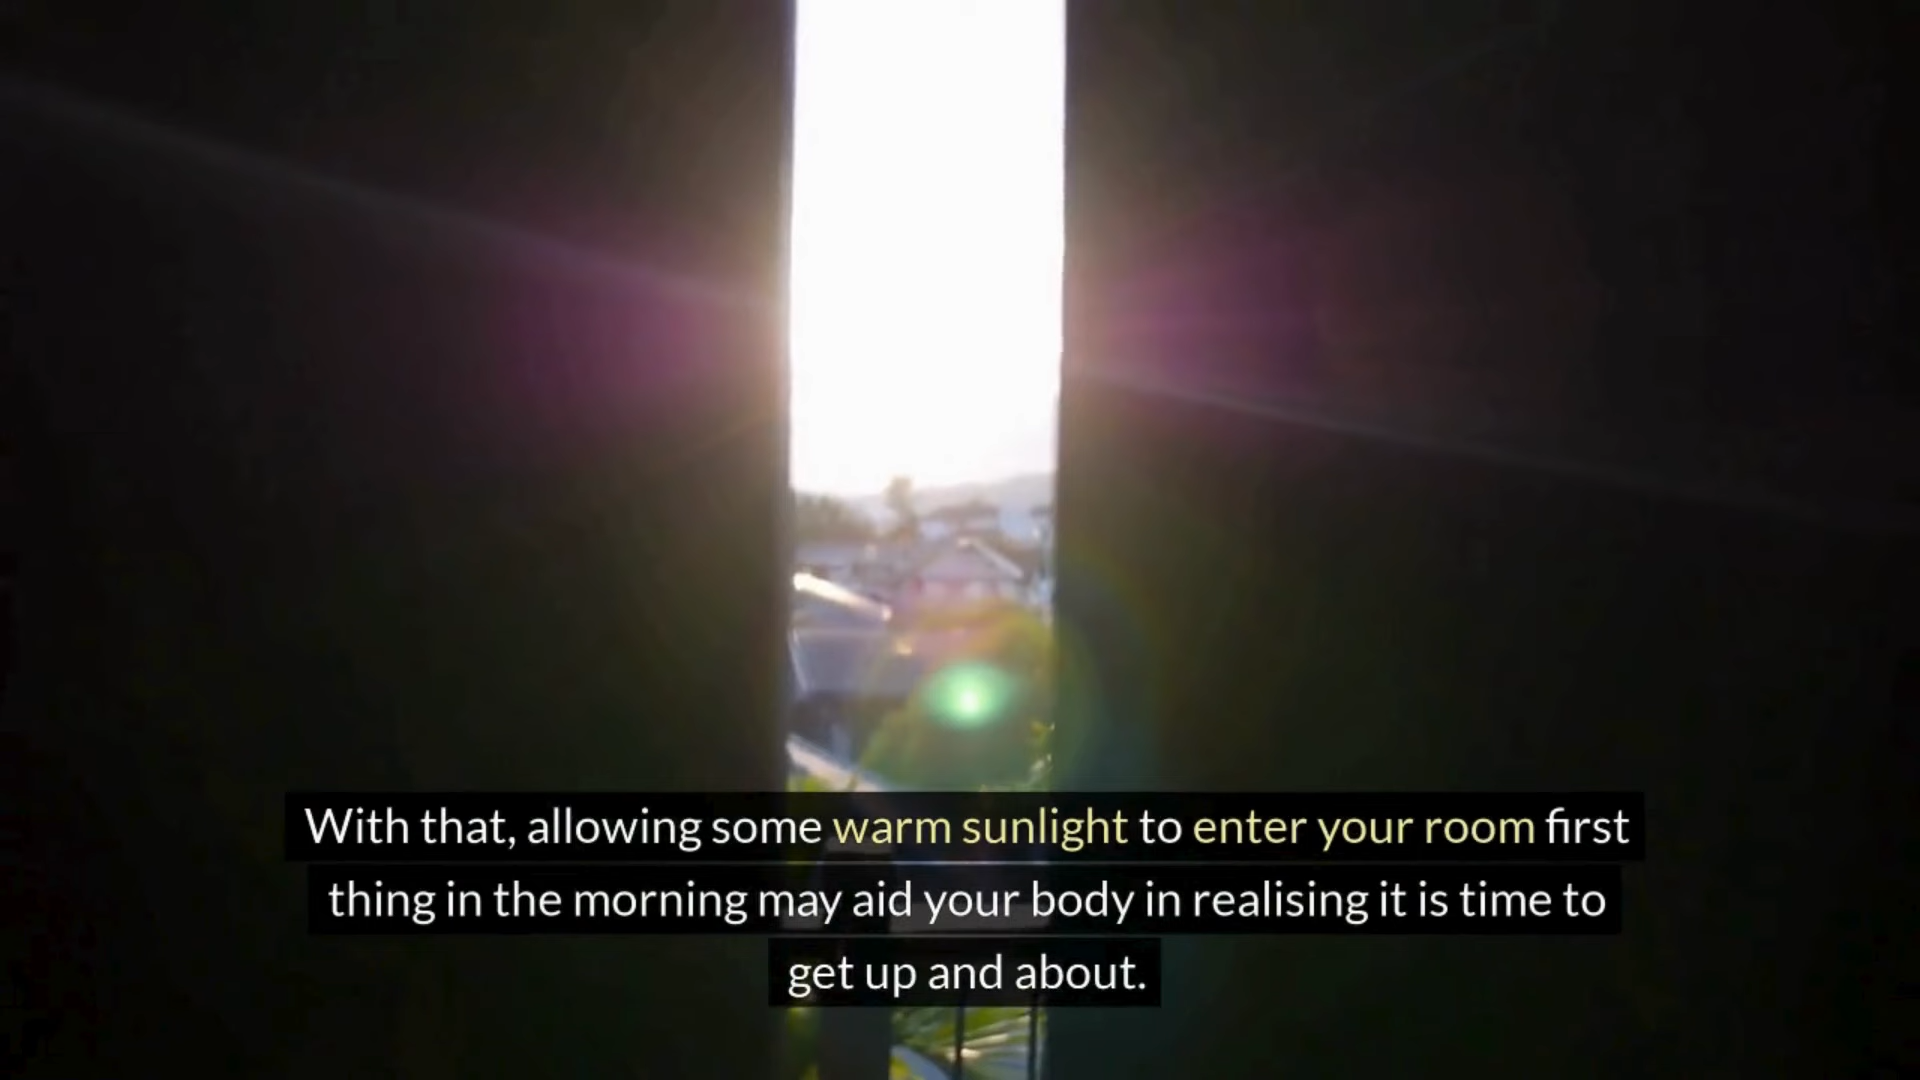 With that, allowing some warm sunlight to enter your room first
thing in the morning may aid your body in realising it is time to
get up and about.